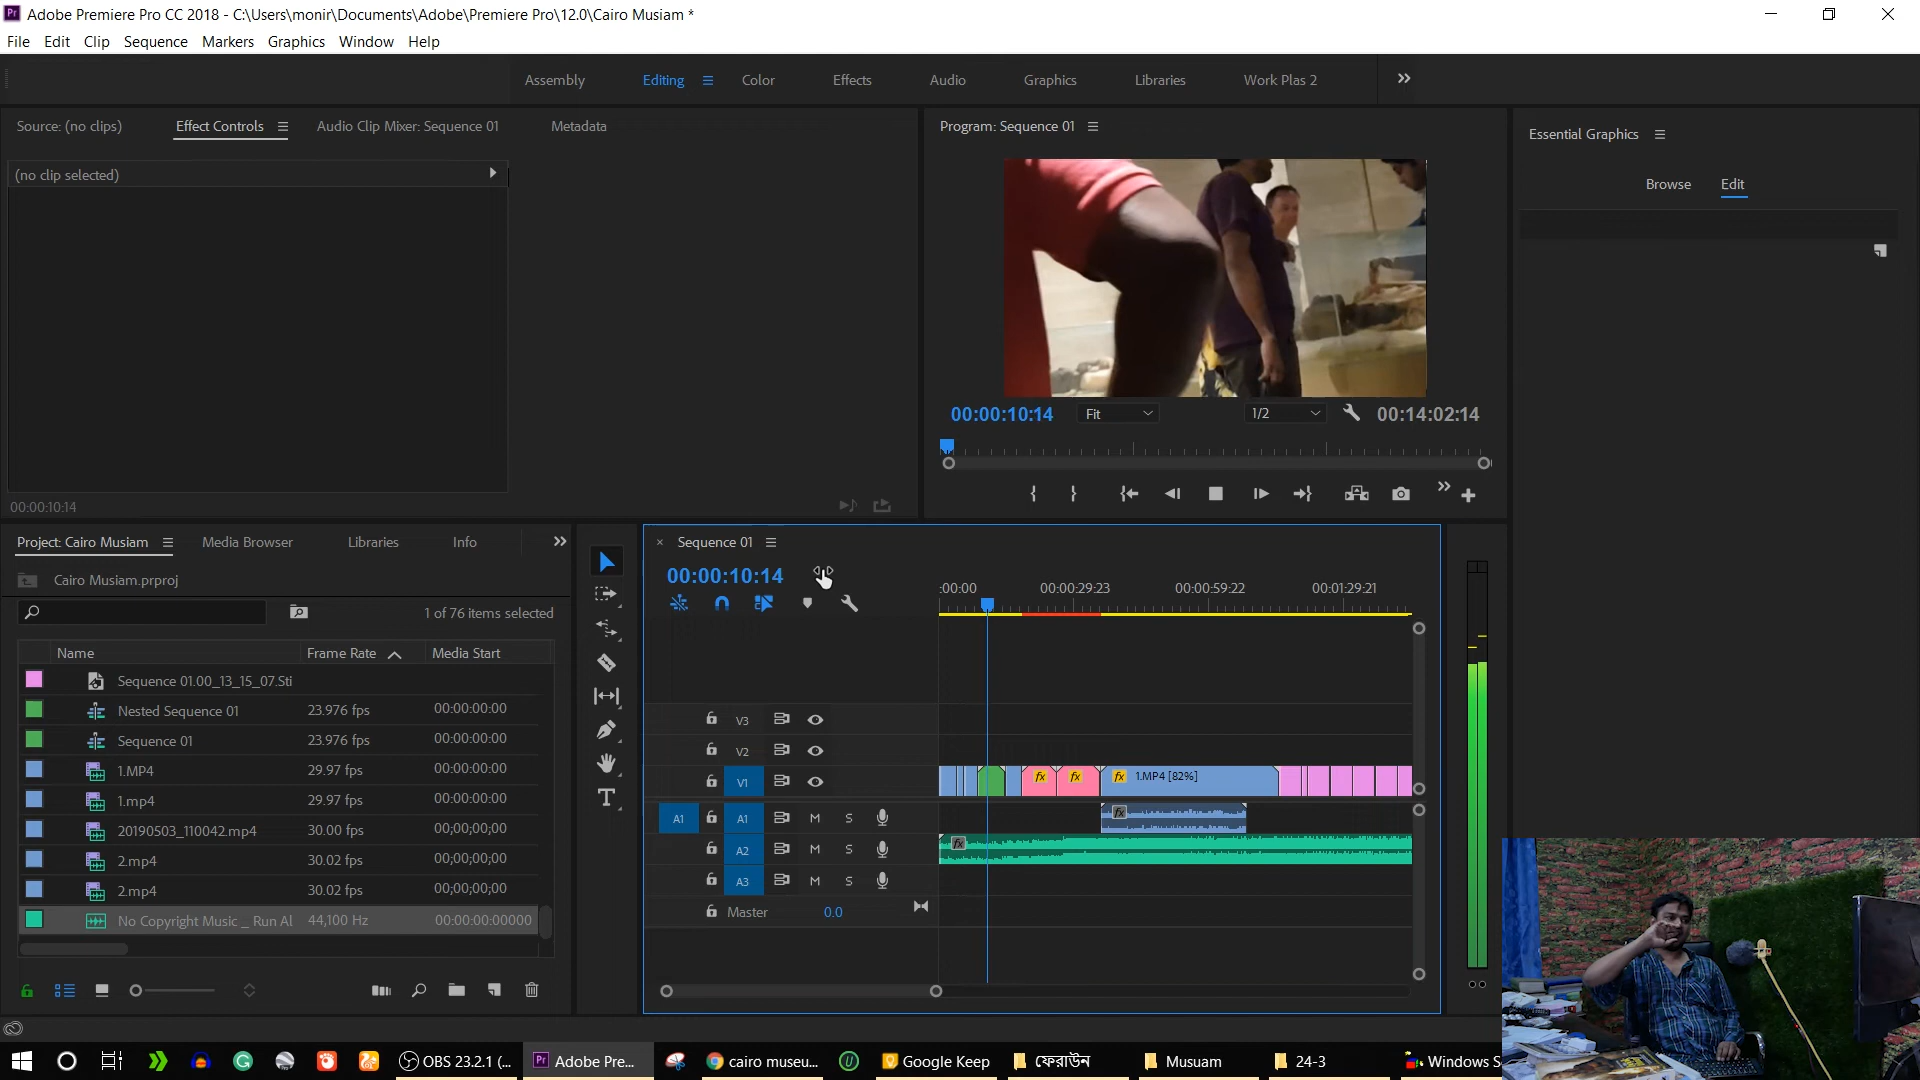 Adobe Premiere Pro CC 2018 - C:\Users\monir\Documents\Adobe\Premiere Pro\12.0\Cairo Musiam *
File Edit Clip Sequence Markers Graphics Window Help
Assembly Editing Color Effects Audio Graphics Libraries Work Plas 2
Source: (no clips) Effect Controls Audio Clip Mixer: Sequence 01 Metadata
Program: Sequence 01
Essential Graphics
(no clip selected)
Browse Edit
00:00:10:14 Fit 1/2 00:14:02:14
00:00:10:14
Project: Cairo Musiam Media Browser Libraries Info
Cairo Musiam.prproj
1 of 76 items selected
Name Frame Rate Media Start
Sequence 01.00_13_15_07.Sti
Nested Sequence 01 23.976 fps 00:00:00:00
Sequence 01 23.976 fps 00:00:00:00
1.MP4 29.97 fps 00:00:00:00
1.mp4 29.97 fps 00:00:00:00
20190503_110042.mp4 30.00 fps 00;00;00;00
2.mp4 30.02 fps 00;00;00;00
2.mp4 30.02 fps 00;00;00;00
No Copyright Music _ Run Al 44,100 Hz 00:00:00:00000
× Sequence 01
00:00:10:14
:00:00 00:00:29:23 00:00:59:22 00:01:29:21
V3
V2
V1 fx fx fx 1.MP4 [82%]
A1 A1 M S fx
A2 M S fx
A3 M S
Master 0.0
OBS 23.2.1 (... Adobe Pre... cairo museu... Google Keep ফেরাউন Musuam 24-3 Windows S